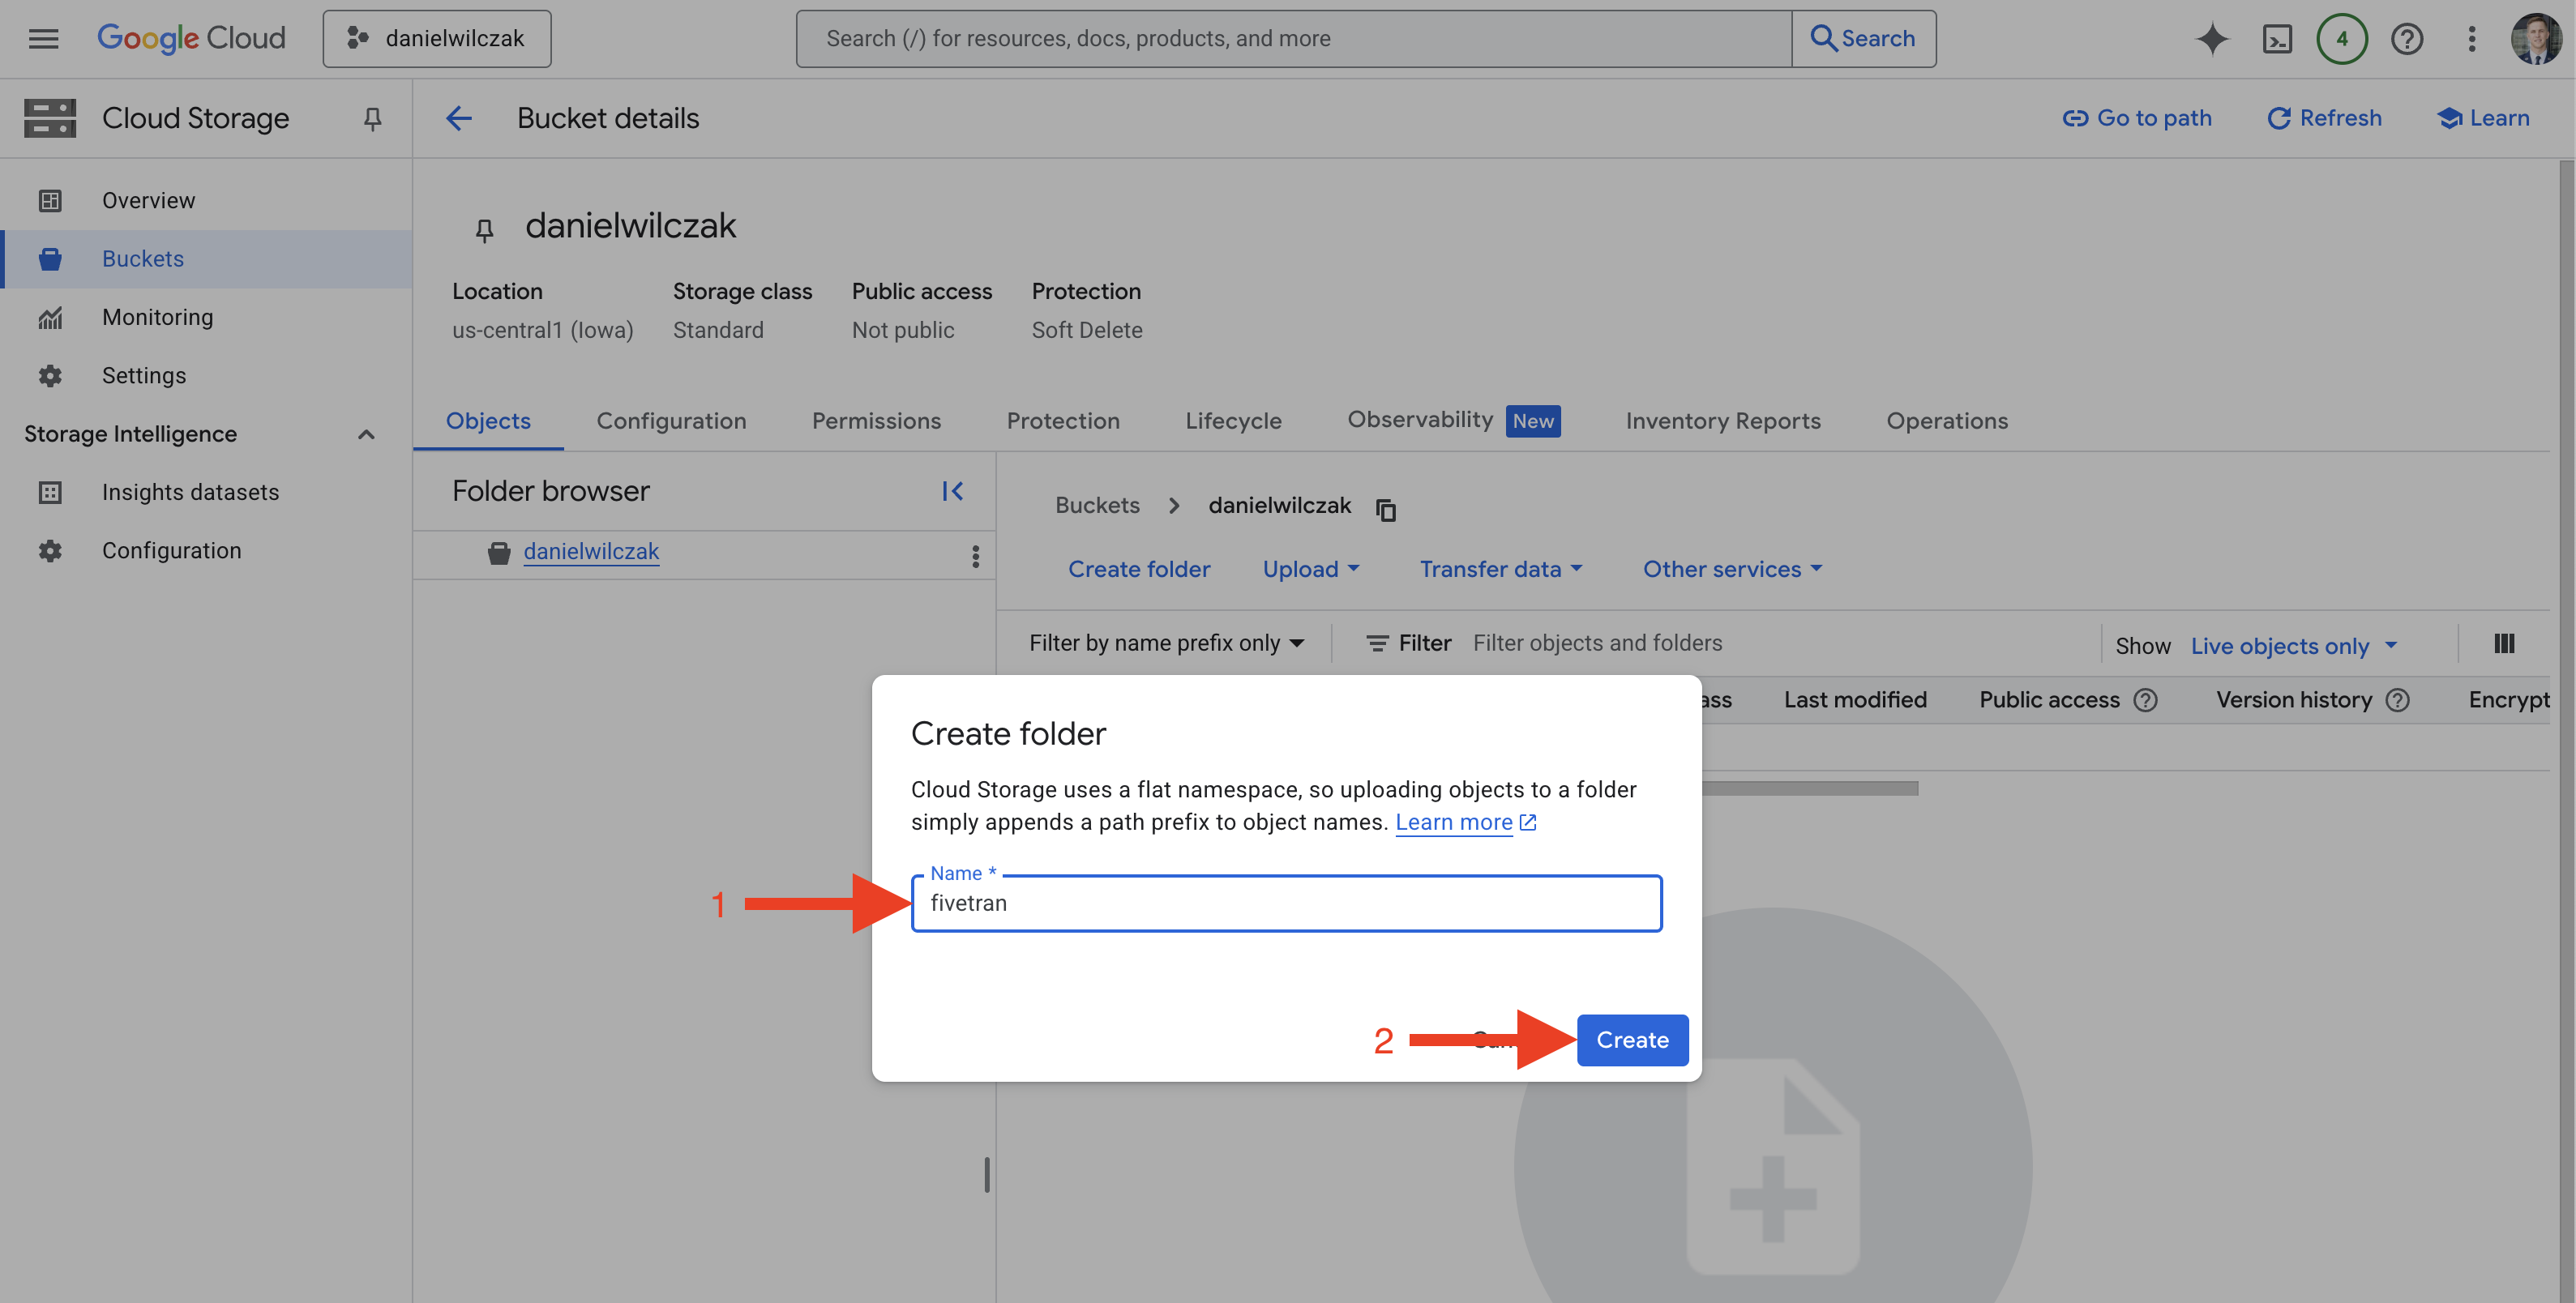 Google Cloud
danielwilczak
Search (/) for resources, docs, products, and more
Search
4
Cloud Storage
Bucket details
Go to path
Refresh
Learn
Overview
Buckets
Monitoring
Settings
Storage Intelligence
Insights datasets
Configuration
danielwilczak
Location
Storage class
Public access
Protection
us-central1 (Iowa)
Standard
Not public
Soft Delete
Objects
Configuration
Permissions
Protection
Lifecycle
Observability New
Inventory Reports
Operations
Folder browser
danielwilczak
Buckets > danielwilczak
Create folder
Upload
Transfer data
Other services
Filter by name prefix only
Filter Filter objects and folders
Show Live objects only
Last modified
Public access
Version history
Encrypt
Create folder
Cloud Storage uses a flat namespace, so uploading objects to a folder
simply appends a path prefix to object names. Learn more
Name *
1
fivetran
2
Create